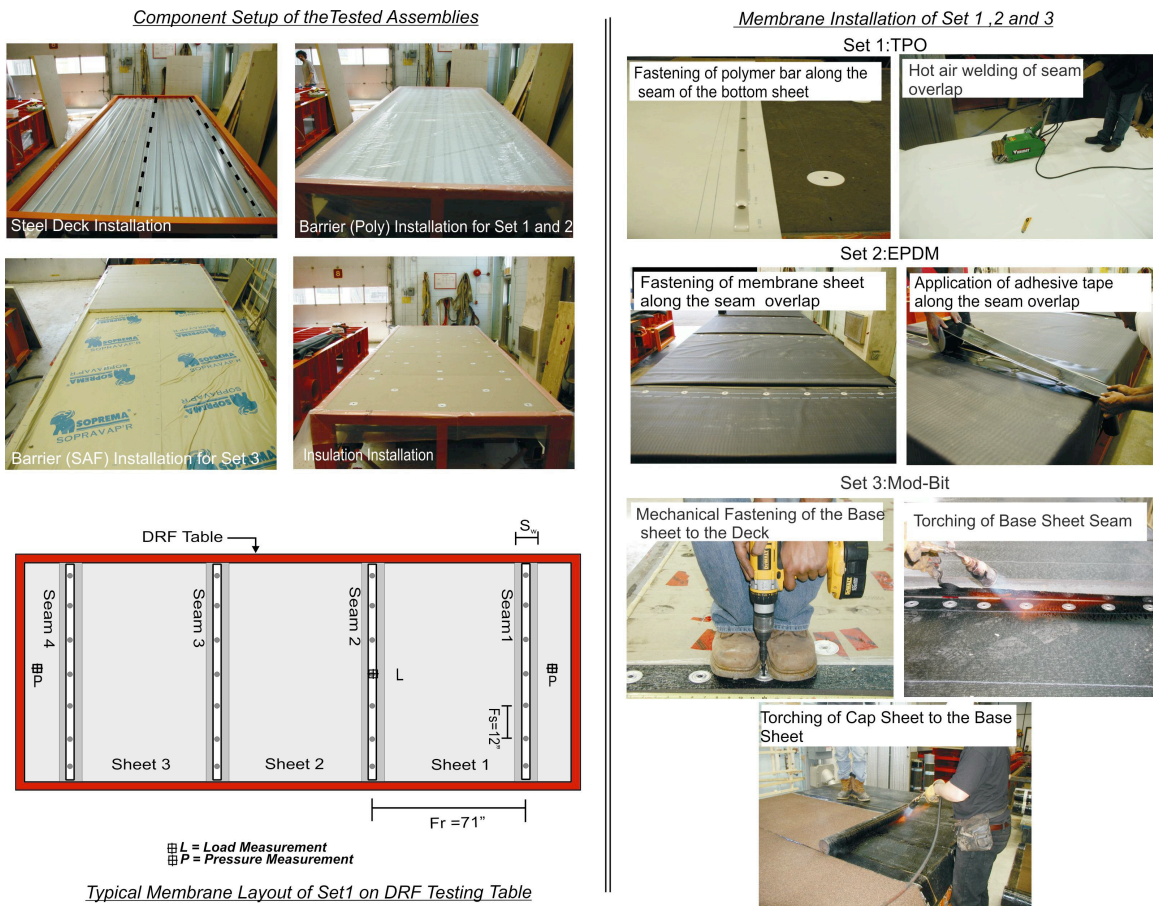 Component Setup of the Tested Assemblies
Steel Deck Installation
Barrier (Poly) Installation for Set 1 and 2
SOPREMA
SOPRAVAP'R
SOPREMA
SOPREMA
SOPRAVAP'R
Barrier (SAF) Installation for Set 3
Insulation Installation
DRF Table
Sw
Seam 4
Seam 3
Seam 2
Seam1
P
L
P
Fs=12"
Sheet 3
Sheet 2
Sheet 1
Fr =71"
L = Load Measurement
P = Pressure Measurement
Typical Membrane Layout of Set1 on DRF Testing Table
Membrane Installation of Set 1 ,2 and 3
Set 1:TPO
Fastening of polymer bar along the
seam of the bottom sheet
Hot air welding of seam
overlap
Set 2:EPDM
Fastening of membrane sheet
along the seam overlap
Application of adhesive tape
along the seam overlap
Set 3:Mod-Bit
Mechanical Fastening of the Base
sheet to the Deck
DEWALT
Torching of Base Sheet Seam
Torching of Cap Sheet to the Base
Sheet